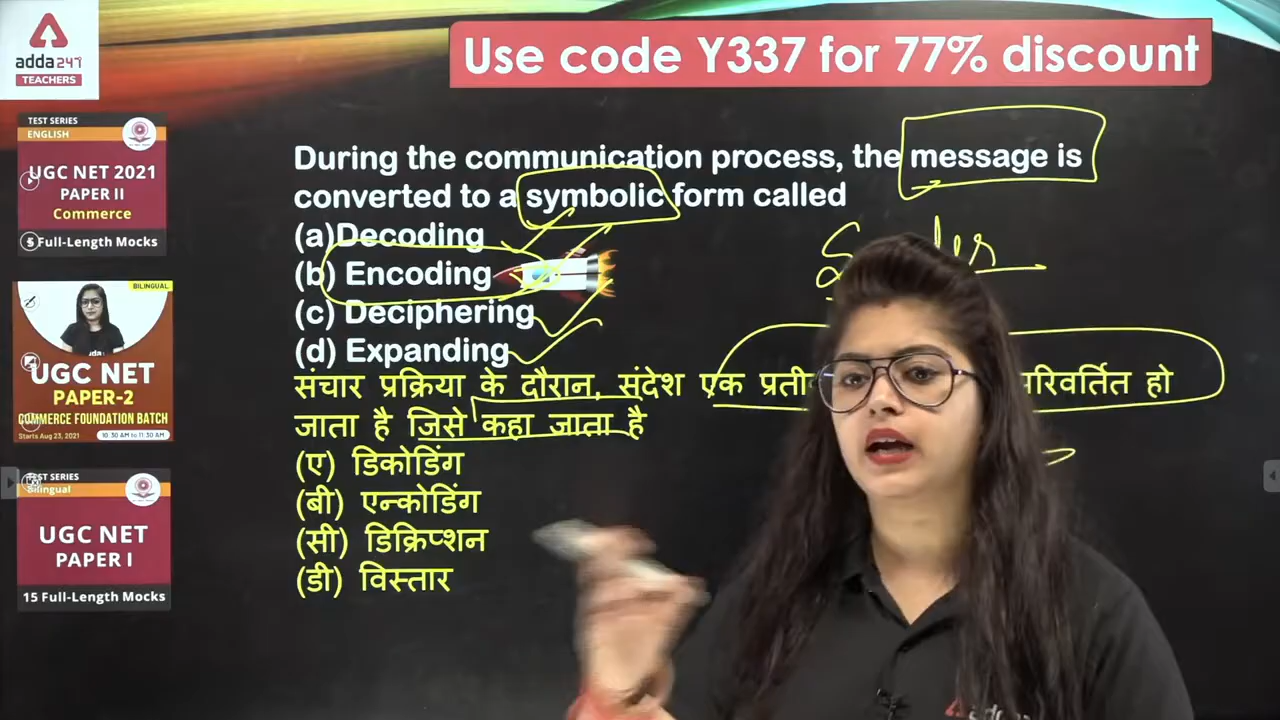 adda247
TEACHERS
Use code Y337 for 77% discount
TEST SERIES
ENGLISH
UGC NET 2021
PAPER II
Commerce
5 Full-Length Mocks
During the communication process, the message is
converted to a symbolic form called
(a)Decoding
(b) Encoding
(c) Deciphering
(d) Expanding
संचार प्रक्रिया के दौरान, संदेश एक परिवर्तित हो
जाता है जिसे कहा जाता है
(ए) डिकोडिंग
(बी) एन्कोडिंग
(सी) डिक्रिप्शन
(डी) विस्तार
BILINGUAL
UGC NET
PAPER-2
COMMERCE FOUNDATION BATCH
Starts Aug 23, 2021 10:30 AM to 11:30 AM
TEST SERIES
Bilingual
UGC NET
PAPER I
15 Full-Length Mocks